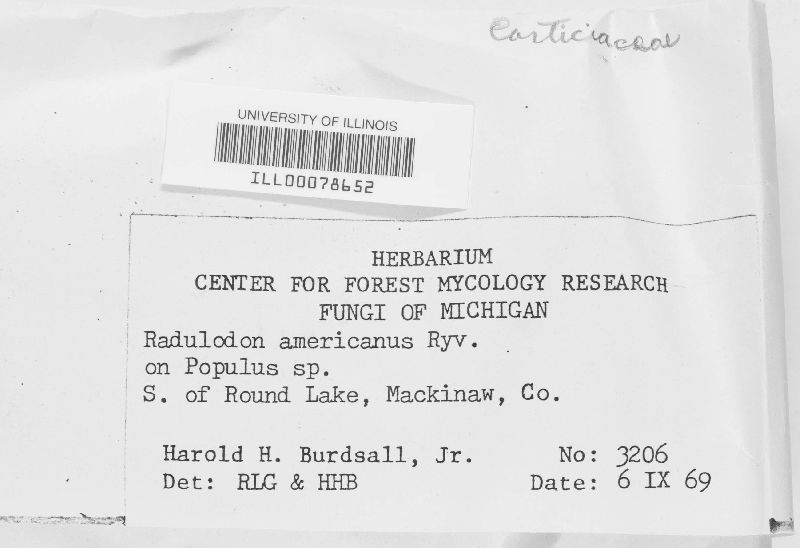 Corticiaceae
UNIVERSITY OF ILLINOIS
ILL00078652
HERBARIUM
CENTER FOR FOREST MYCOLOGY RESEARCH
FUNGI OF MICHIGAN
Radulodon americanus Ryv.
on Populus sp.
S. of Round Lake, Mackinaw, Co.
Harold H. Burdsall, Jr. No: 3206
Det: RLG & HHB Date: 6 IX 69